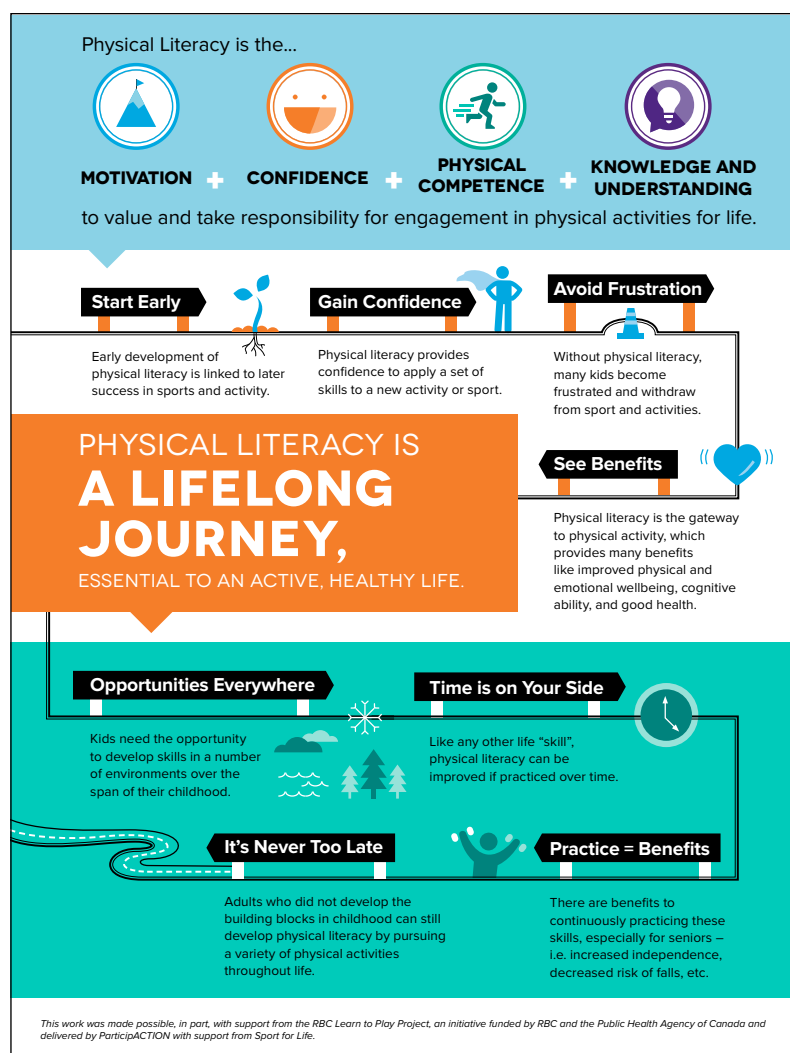 Physical Literacy is the...
MOTIVATION + CONFIDENCE + PHYSICAL COMPETENCE + KNOWLEDGE AND UNDERSTANDING
to value and take responsibility for engagement in physical activities for life.
Start Early
Early development of
physical literacy is linked to later
success in sports and activity.
Gain Confidence
Physical literacy provides
confidence to apply a set of
skills to a new activity or sport.
Avoid Frustration
Without physical literacy,
many kids become
frustrated and withdraw
from sport and activities.
See Benefits
Physical literacy is the gateway
to physical activity, which
provides many benefits
like improved physical and
emotional wellbeing, cognitive
ability, and good health.
PHYSICAL LITERACY IS
A LIFELONG
JOURNEY,
ESSENTIAL TO AN ACTIVE, HEALTHY LIFE.
Opportunities Everywhere
Kids need the opportunity
to develop skills in a number
of environments over the
span of their childhood.
Time is on Your Side
Like any other life “skill”,
physical literacy can be
improved if practiced over time.
Practice = Benefits
There are benefits to
continuously practicing these
skills, especially for seniors –
i.e. increased independence,
decreased risk of falls, etc.
It’s Never Too Late
Adults who did not develop the
building blocks in childhood can still
develop physical literacy by pursuing
a variety of physical activities
throughout life.
This work was made possible, in part, with support from the RBC Learn to Play Project, an initiative funded by RBC and the Public Health Agency of Canada and
delivered by ParticipACTION with support from Sport for Life.